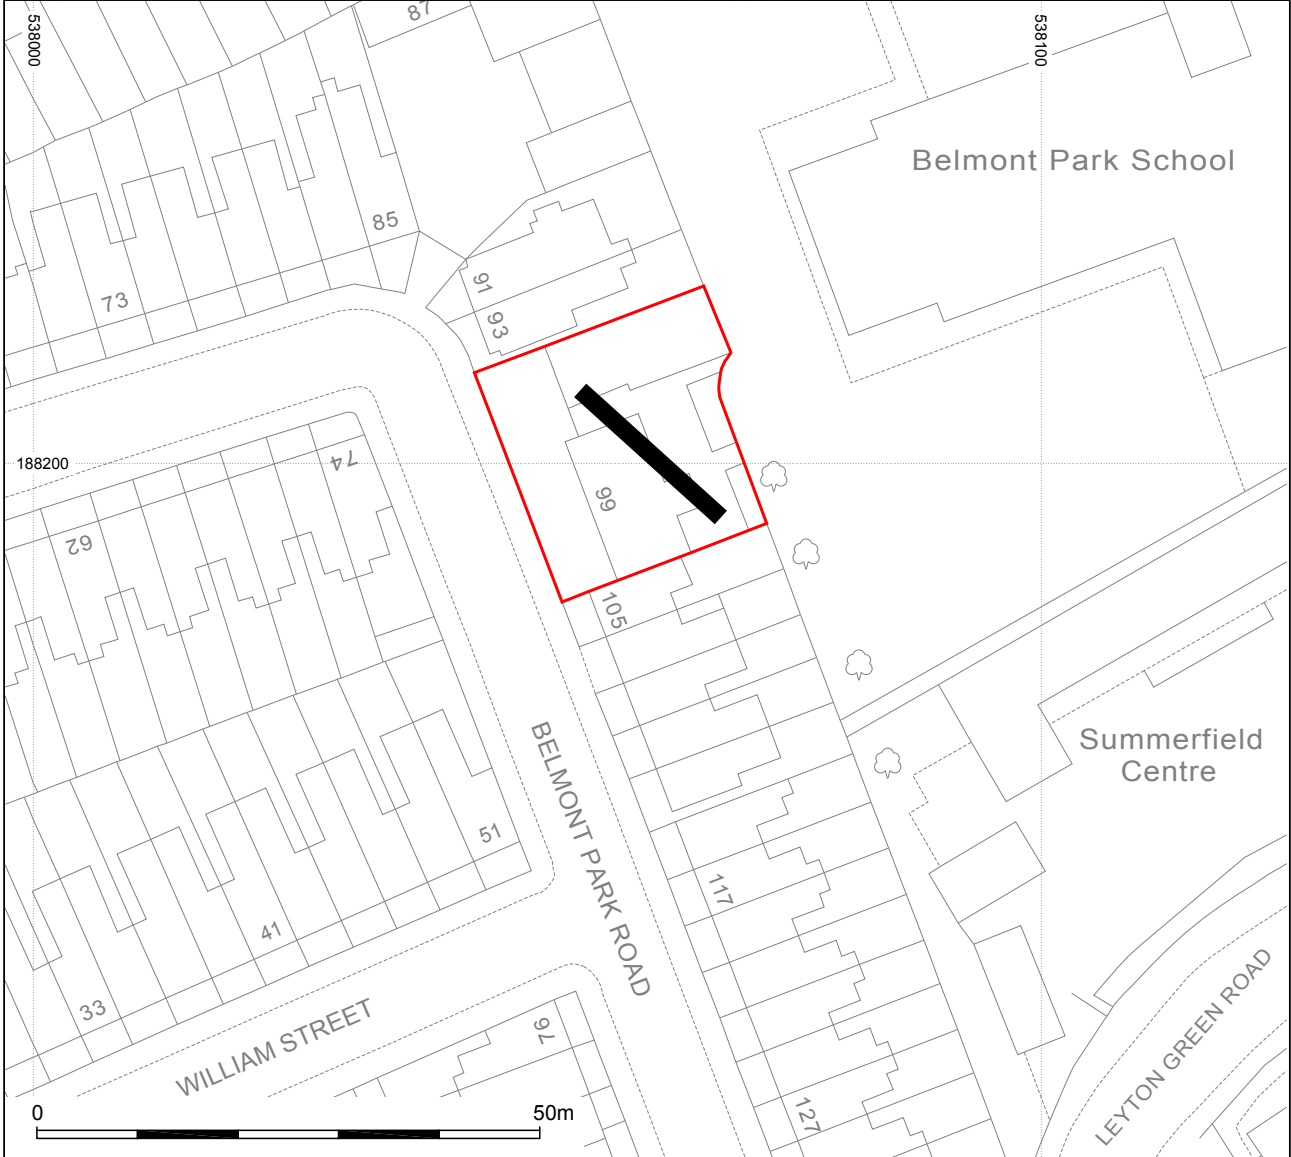 87
538000
538100
Belmont Park School
85
73
91
93
188200
74
62
99
105
Summerfield
Centre
BELMONT PARK ROAD
51
117
41
33
WILLIAM STREET
76
LEYTON GREEN ROAD
127
0
50m